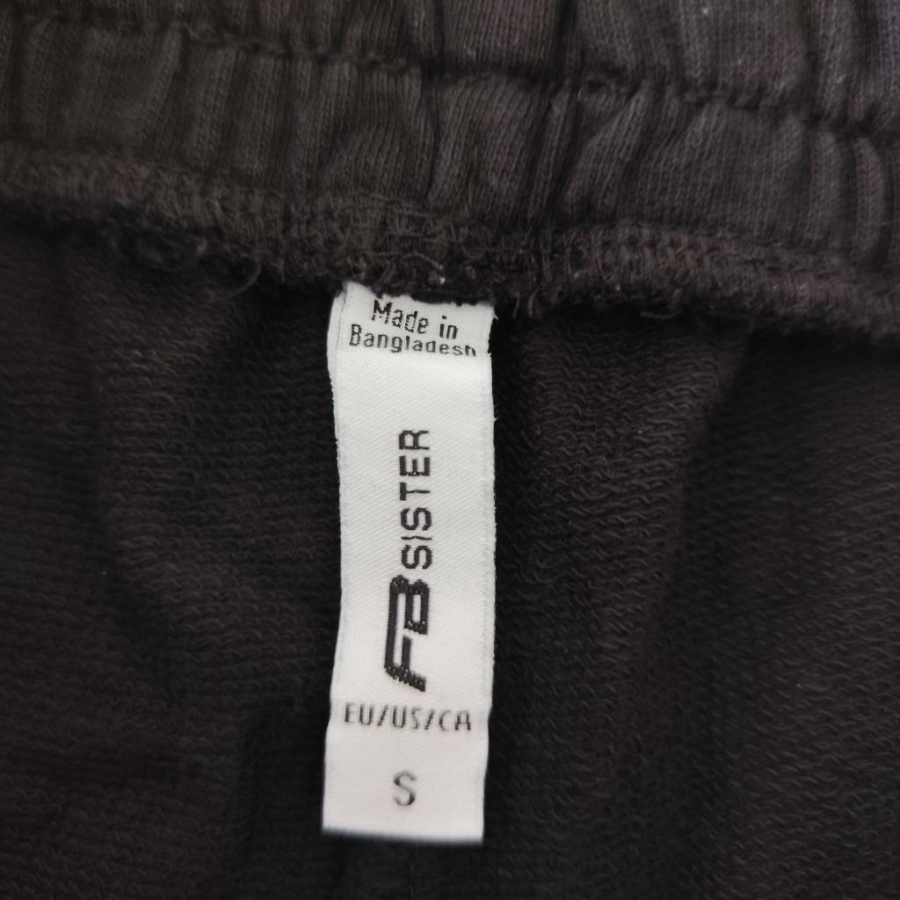 Made in
Bangladesh
FB SISTER
EU/US/CA
S